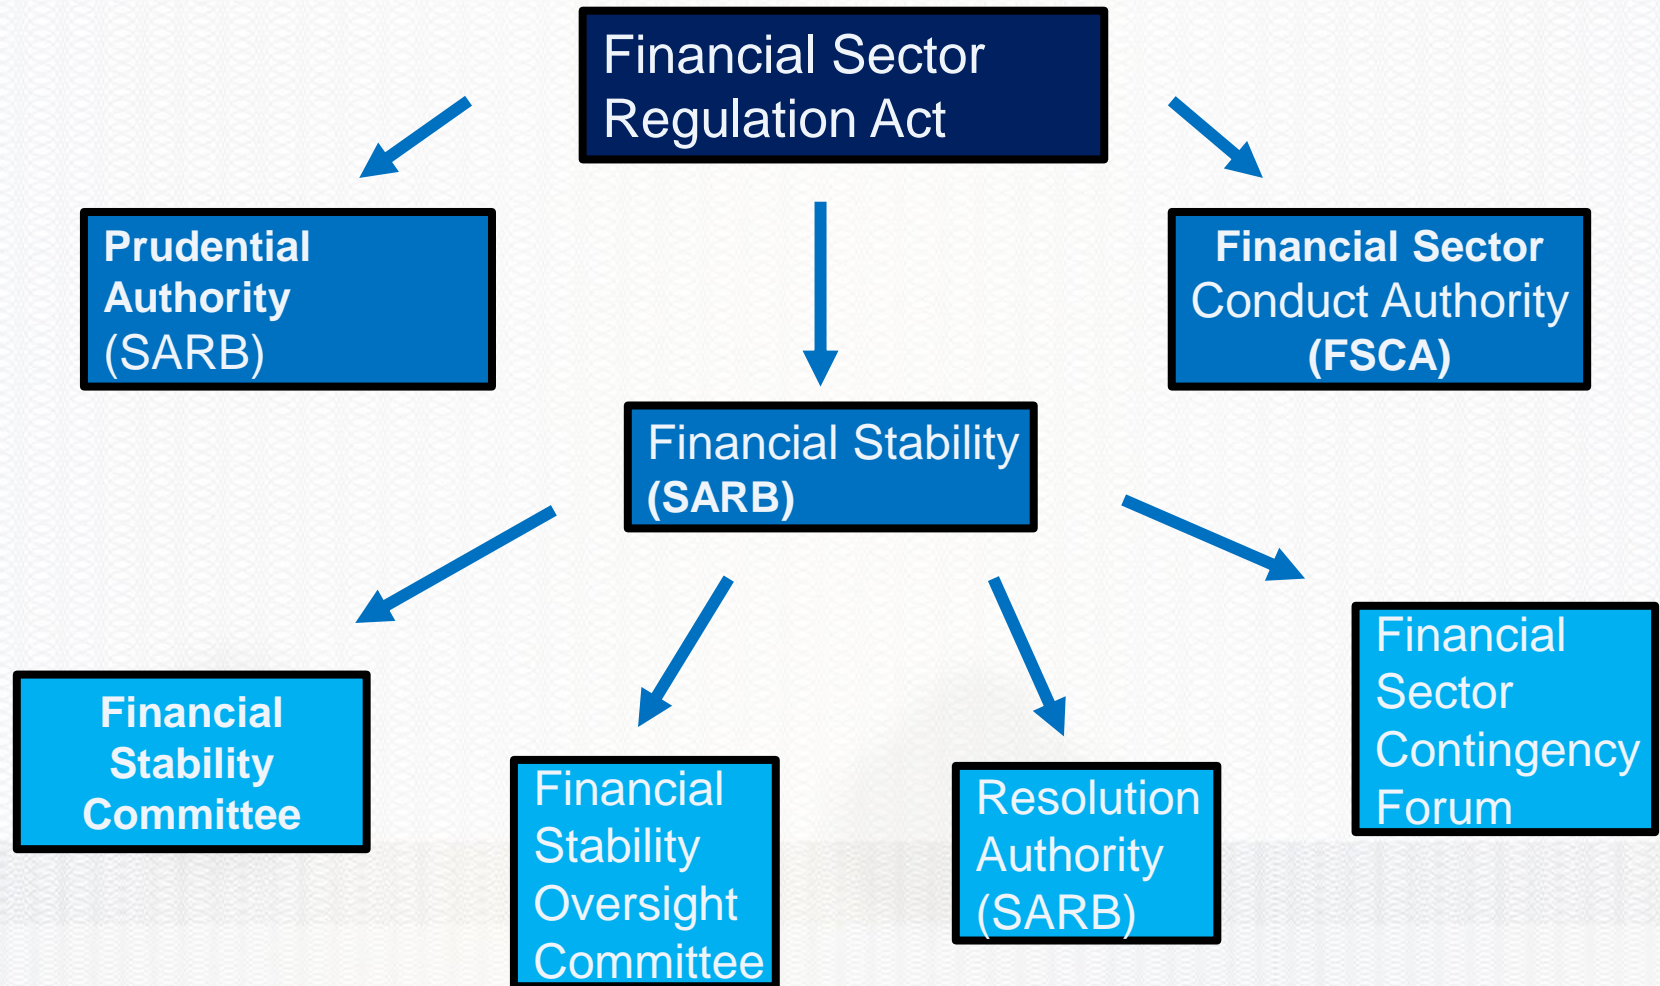 Financial Sector
Regulation Act
Prudential
Authority
(SARB)
Financial Sector
Conduct Authority
(FSCA)
Financial Stability
(SARB)
Financial
Stability
Committee
Financial
Stability
Oversight
Committee
Resolution
Authority
(SARB)
Financial
Sector
Contingency
Forum